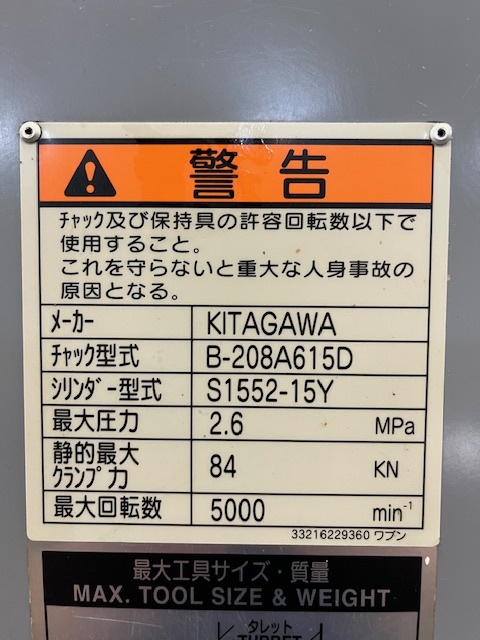 警告
チャック及び保持具の許容回転数以下で
使用すること。
これを守らないと重大な人身事故の
原因となる。
メーカー KITAGAWA
チャック型式 B-208A615D
シリンダー型式 S1552-15Y
最大圧力 2.6 MPa
静的最大
クランプ力 84 KN
最大回転数 5000 min⁻¹
33216229360 ワブン
最大工具サイズ・質量
MAX. TOOL SIZE & WEIGHT
タレット
TURRET